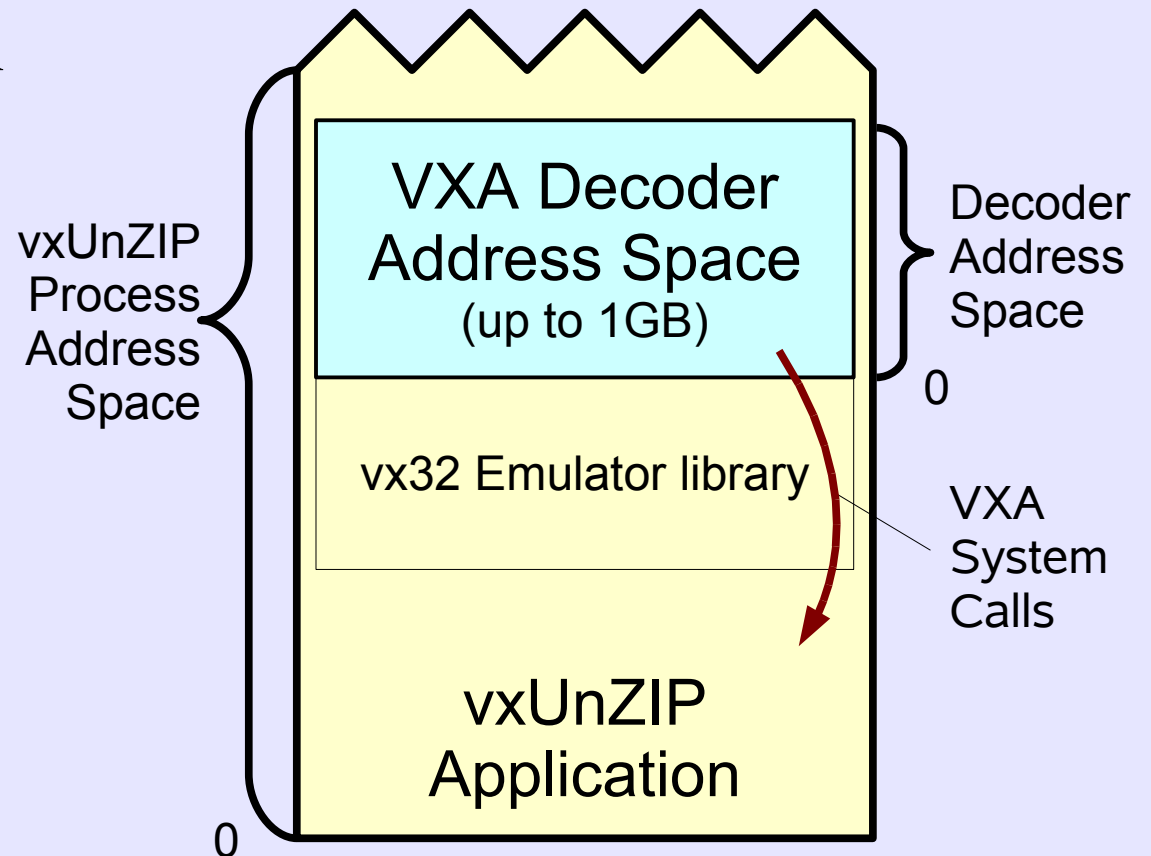 VXA Decoder
Address Space
(up to 1GB)
vx32 Emulator library
vxUnZIP
Application
vxUnZIP
Process
Address
Space
0
Decoder
Address
Space
0
VXA
System
Calls